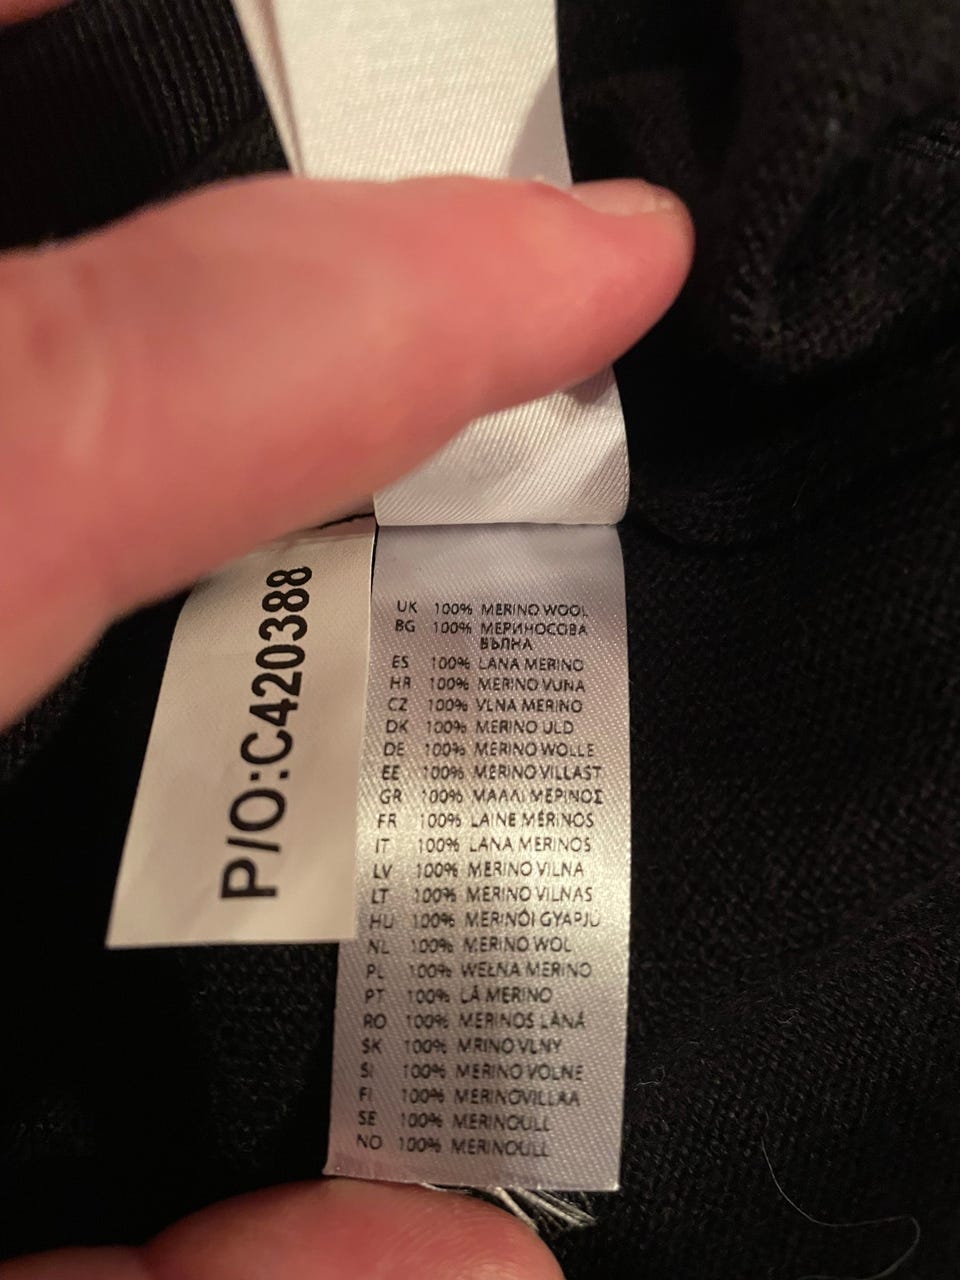 P/O:C420388
UK 100% MERINO WOOL
BG 100% МЕРИНОСОВА
ВЪЛНА
ES 100% LANA MERINO
HR 100% MERINO VUNA
CZ 100% VLNA MERINO
DK 100% MERINO ULD
DE 100% MERINO WOLLE
EE 100% MERINO VILLAST
GR 100% ΜΑΛΛΙ ΜΕΡΙΝΟΣ
FR 100% LAINE MÉRINOS
IT 100% LANA MERINOS
LV 100% MERINO VILNA
LT 100% MERINO VILNAS
HU 100% MERINÓI GYAPJÚ
NL 100% MERINO WOL
PL 100% WEŁNA MERINO
PT 100% LÃ MERINO
RO 100% MERINOS LÂNĂ
SK 100% MRINO VLNY
SI 100% MERINO VOLNE
FI 100% MERINOVILLAA
SE 100% MERINOULL
NO 100% MERINOULL